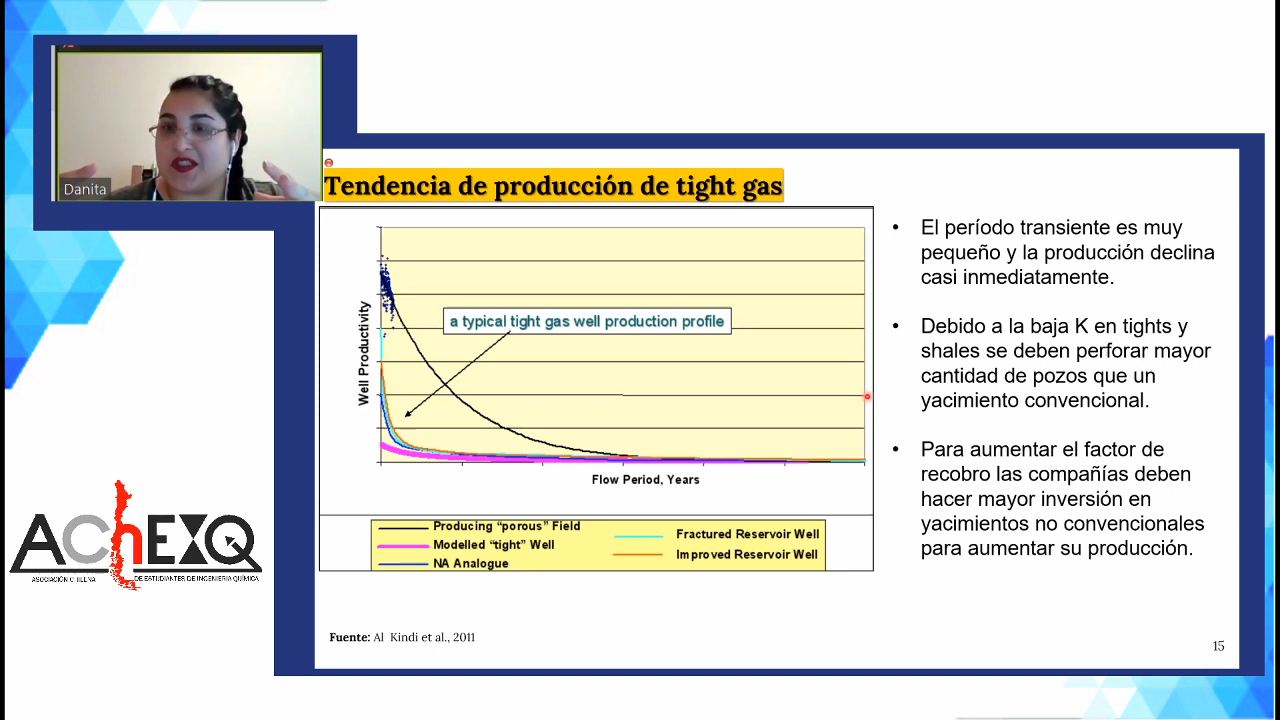 Danita
Tendencia de producción de tight gas
Well Productivity
a typical tight gas well production profile
Flow Period, Years
Producing “porous” Field
Modelled “tight” Well
NA Analogue
Fractured Reservoir Well
Improved Reservoir Well
• El período transiente es muy
pequeño y la producción declina
casi inmediatamente.
• Debido a la baja K en tights y
shales se deben perforar mayor
cantidad de pozos que un
yacimiento convencional.
• Para aumentar el factor de
recobro las compañías deben
hacer mayor inversión en
yacimientos no convencionales
para aumentar su producción.
AChEXQ
ASOCIACIÓN CHILENA DE ESTUDIANTES DE INGENIERIA QUÍMICA
Fuente: Al Kindi et al., 2011
15